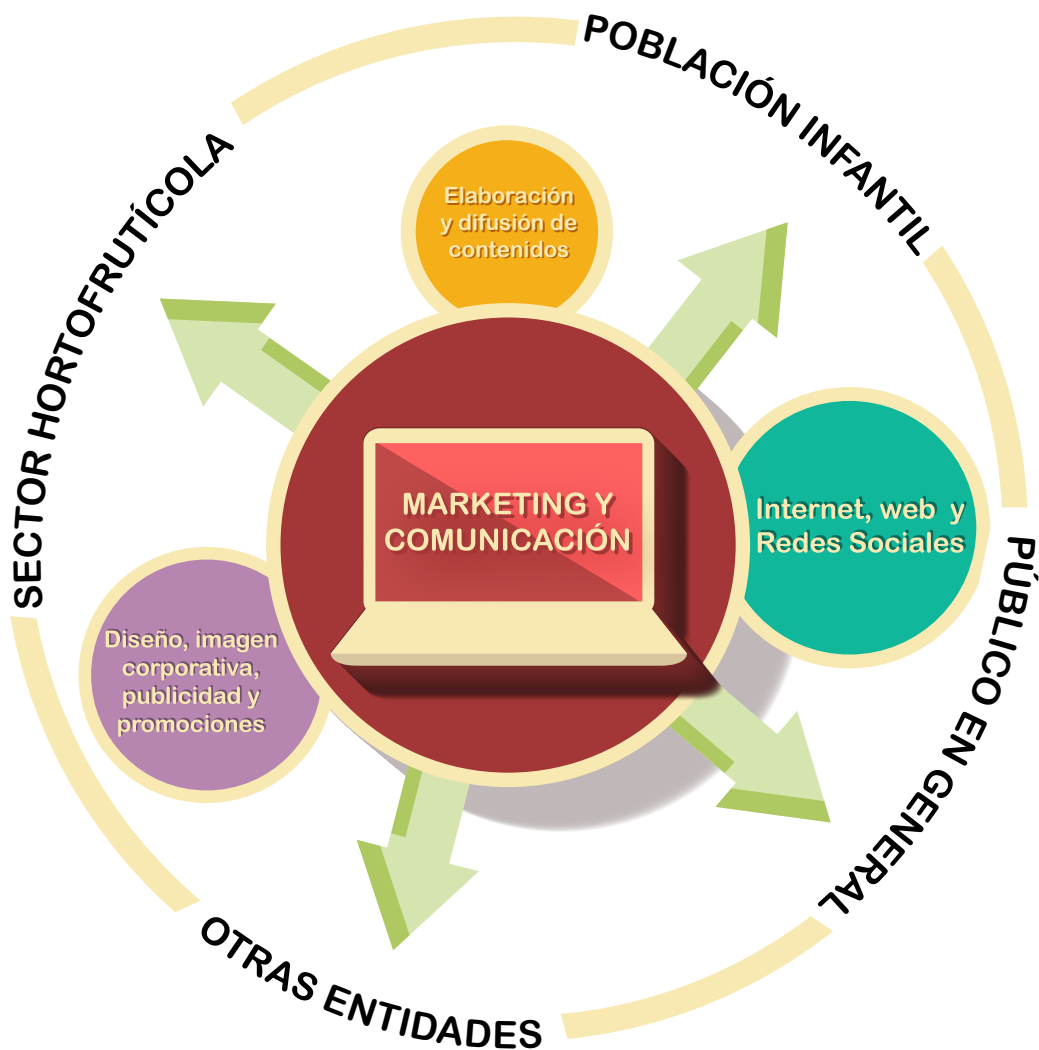 POBLACIÓN INFANTIL
SECTOR HORTOFRUTÍCOLA
Elaboración
y difusión de
contenidos
MARKETING Y
COMUNICACIÓN
Internet, web y
Redes Sociales
PÚBLICO EN GENERAL
Diseño, imagen
corporativa,
publicidad y
promociones
OTRAS ENTIDADES